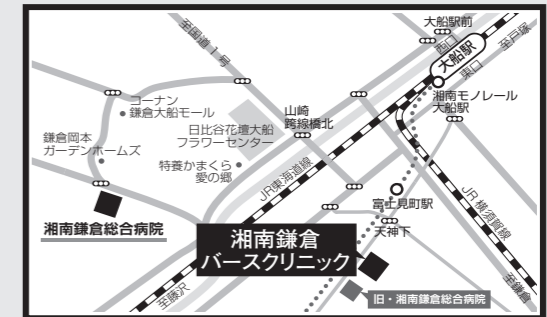 大船駅前
至国道1号
西口
大船駅
至戸塚
東口
コーナン
鎌倉大船モール
山崎
跨線橋北
湘南モノレール
大船駅
日比谷花壇大船
フラワーセンター
鎌倉岡本
ガーデンホームズ
特養かまくら
愛の郷
JR東海道線
JR横須賀線
富士見町駅
湘南鎌倉総合病院
天神下
湘南鎌倉
バースクリニック
旧・湘南鎌倉総合病院
至藤沢
至鎌倉